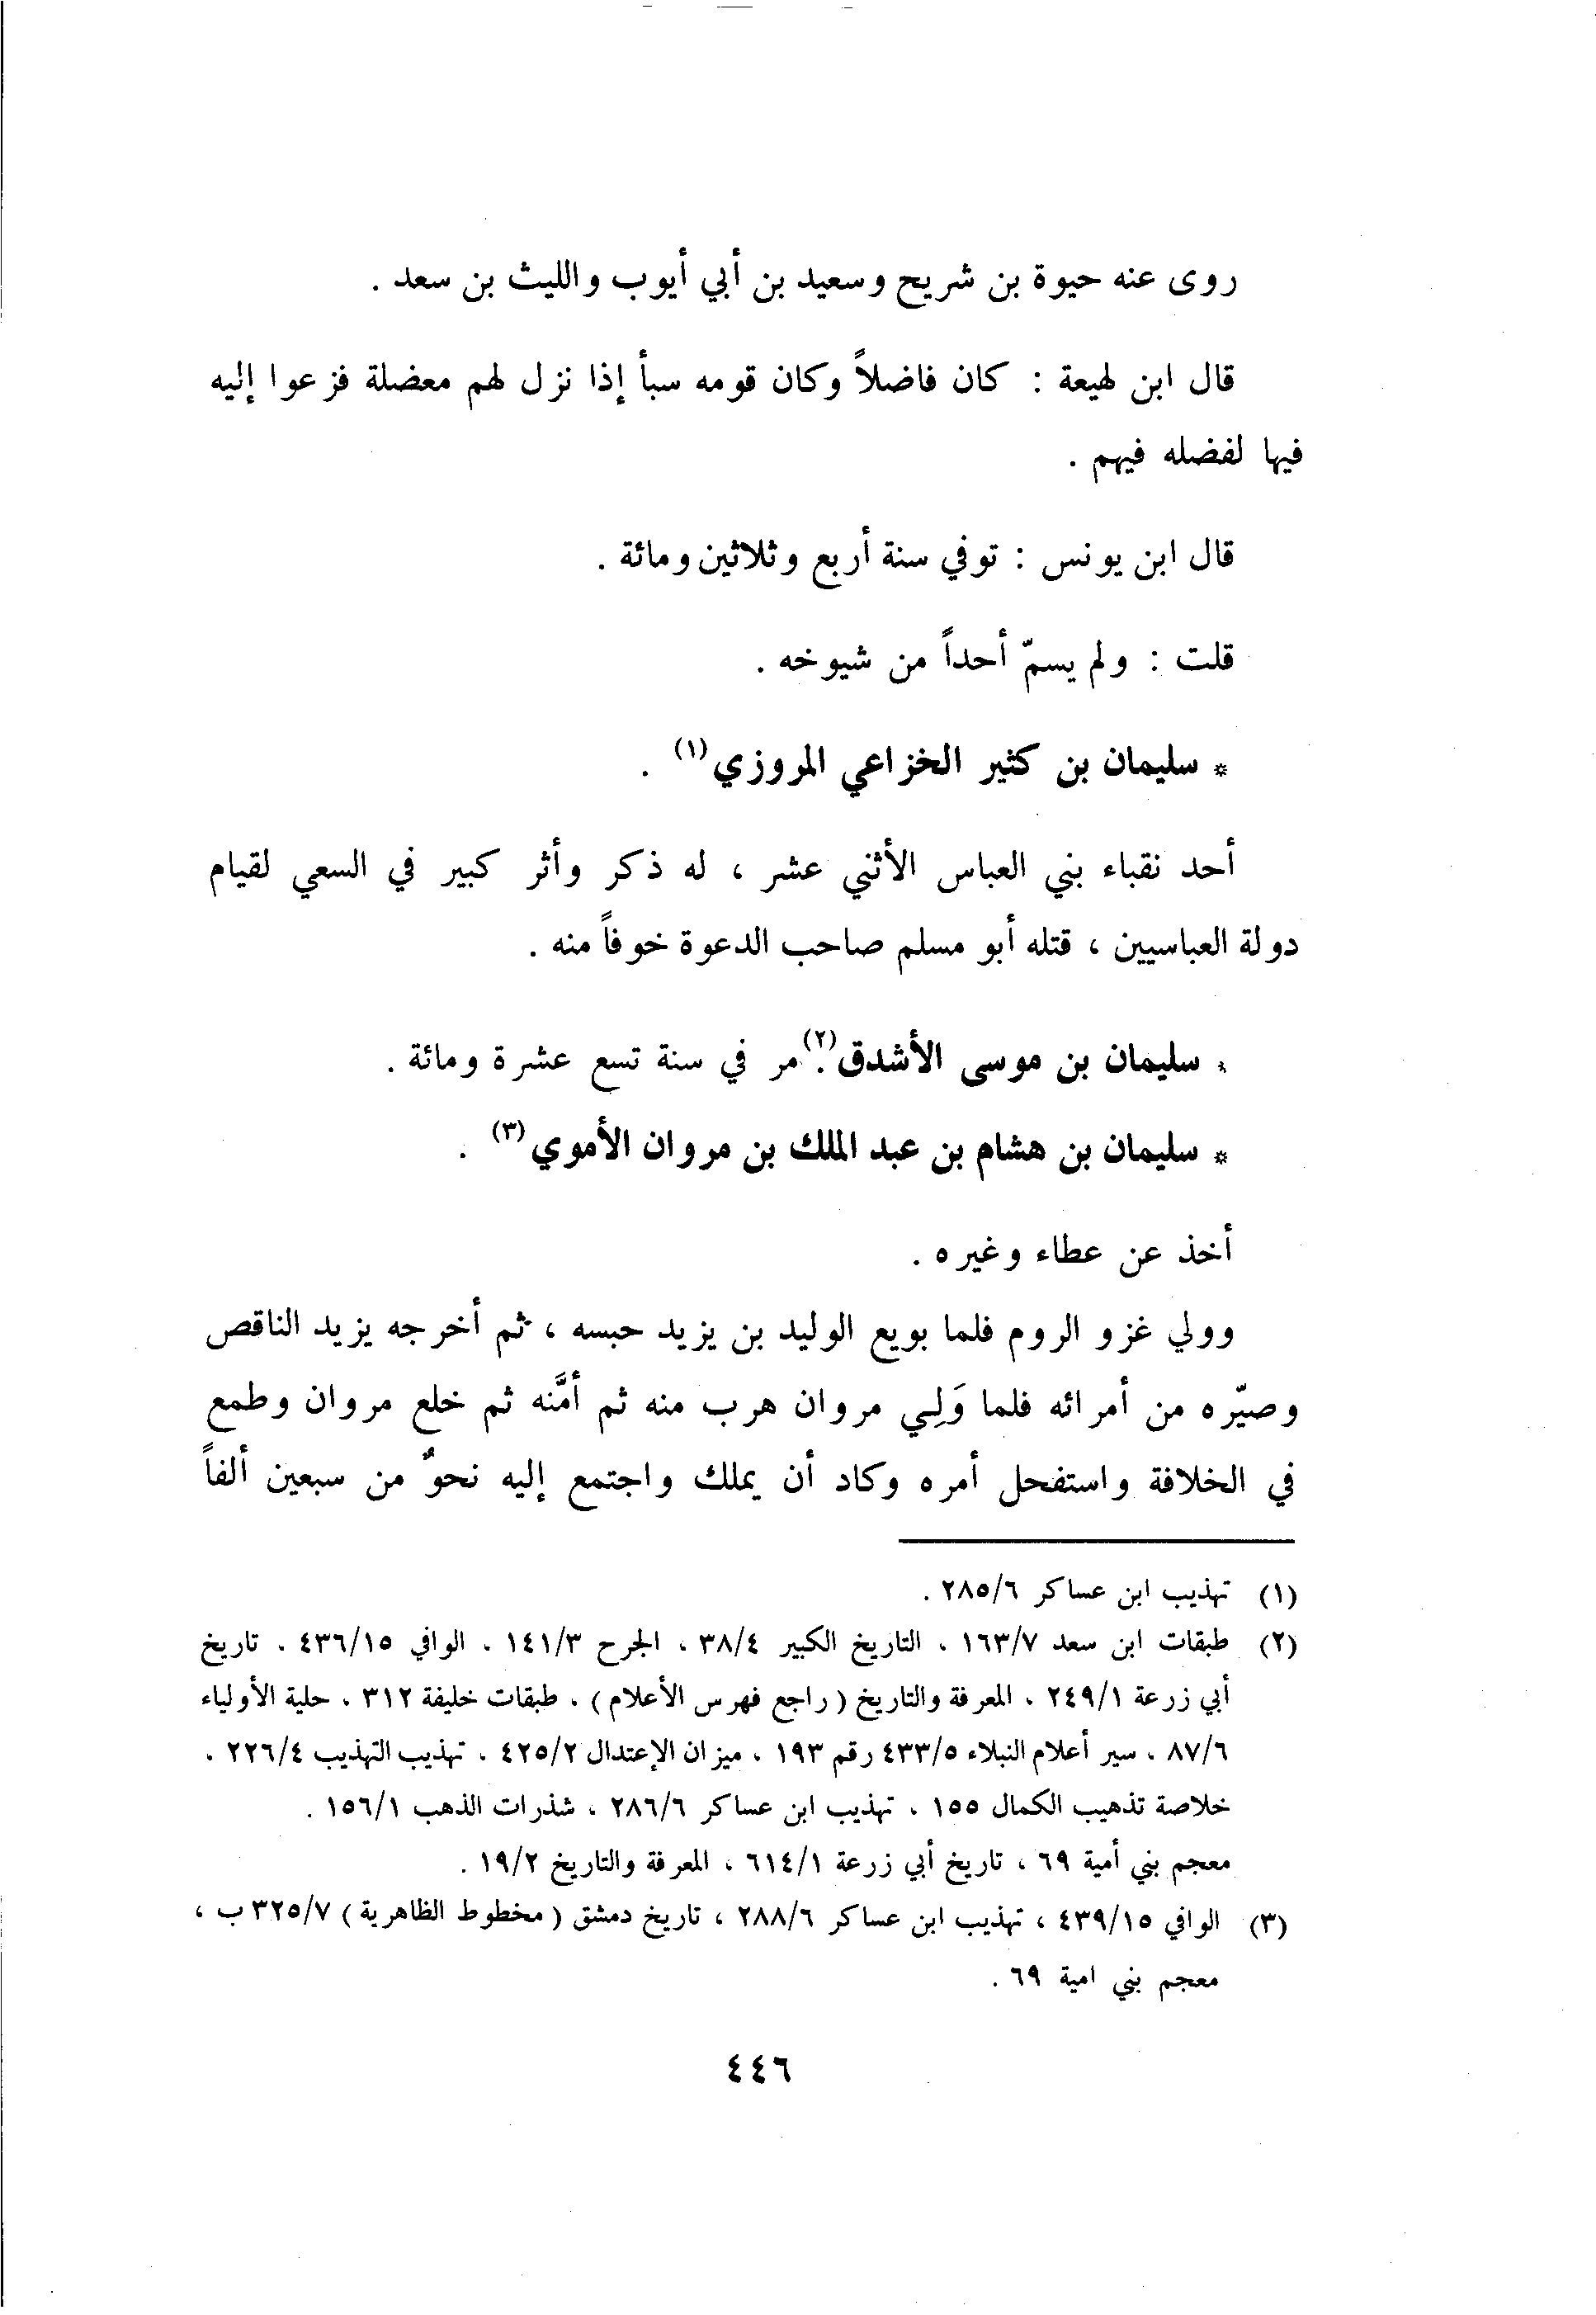 روى عنه حيوة بن شريح وسعيد بن أبي أيوب والليث بن سعد .
قال ابن لهيعة : كان فاضلاً وكان قومه سبأ إذا نزل لهم معضلة فزعوا إليه
فيها لفضله فيهم .
قال ابن يونس : توفي سنة أربع وثلاثين ومائة .
قلت : ولم يسمّ أحداً من شيوخه .
* سليمان بن كثير الخزاعي المروزي(١) .
أحد نقباء بني العباس الأثني عشر ، له ذكر وأثر كبير في السعي لقيام
دولة العباسيين ، قتله أبو مسلم صاحب الدعوة خوفاً منه .
* سليمان بن موسى الأشدق(٢). مر في سنة تسع عشرة ومائة .
* سليمان بن هشام بن عبد الملك بن مروان الأموي(٣) .
أخذ عن عطاء وغيره .
وولي غزو الروم فلما بويع الوليد بن يزيد حبسه ، ثم أخرجه يزيد الناقص
وصيّره من أمرائه فلما وَلِي مروان هرب منه ثم أمَّنه ثم خلع مروان وطمع
في الخلافة واستفحل أمره وكاد أن يملك واجتمع إليه نحوٌ من سبعين ألفاً
(١) تهذيب ابن عساكر ٢٨٥/٦ .
(٢) طبقات ابن سعد ١٦٣/٧ ، التاريخ الكبير ٣٨/٤ ، الجرح ١٤١/٣ ، الوافي ٤٣٦/١٥ ، تاريخ
أبي زرعة ٢٤٩/١ ، المعرفة والتاريخ ( راجع فهرس الأعلام ) ، طبقات خليفة ٣١٢ ، حلية الأولياء
٨٧/٦ ، سير أعلام النبلاء ٤٣٣/٥ رقم ١٩٣ ، ميزان الإعتدال ٤٢٥/٢ ، تهذيب التهذيب ٢٢٦/٤ ،
خلاصة تذهيب الكمال ١٥٥ ، تهذيب ابن عساكر ٢٨٦/٦ ، شذرات الذهب ١٥٦/١ .
معجم بني أمية ٦٩ ، تاريخ أبي زرعة ٦١٤/١ ، المعرفة والتاريخ ١٩/٢ .
(٣) الوافي ٤٣٩/١٥ ، تهذيب ابن عساكر ٢٨٨/٦ ، تاريخ دمشق ( مخطوط الظاهرية ) ٣٢٥/٧ ب ،
معجم بني امية ٦٩ .
٤٤٦